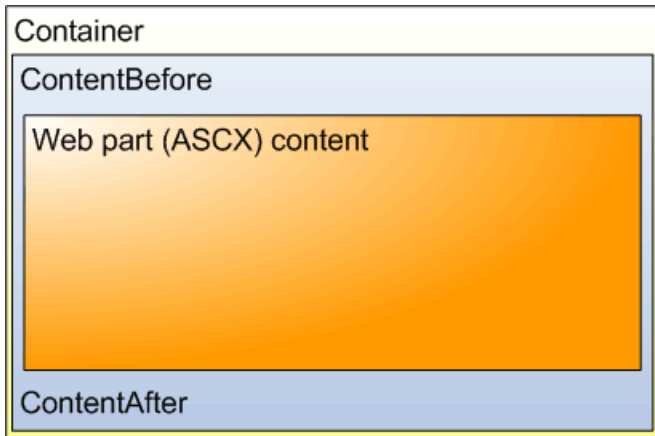 Container
ContentBefore
Web part (ASCX) content
ContentAfter